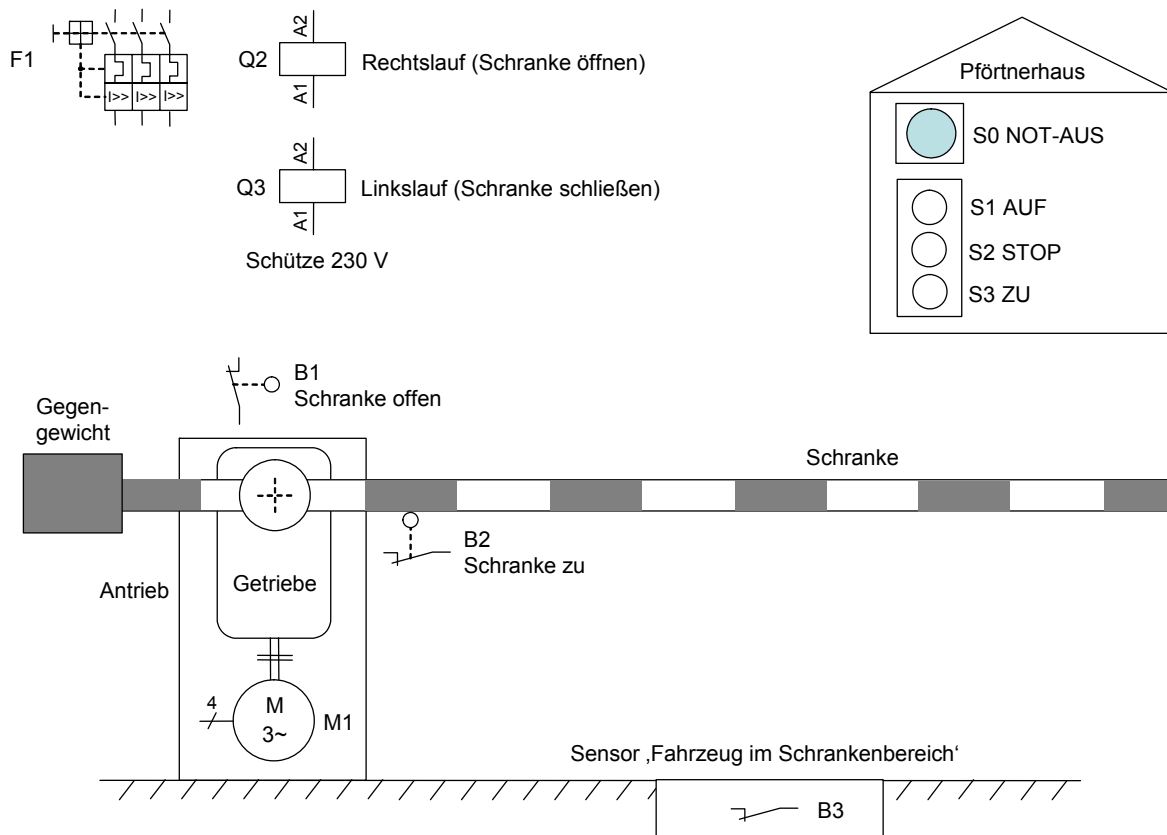 F1
I>> I>> I>>
A2
Q2
Rechtslauf (Schranke öffnen)
A1
A2
Q3
Linkslauf (Schranke schließen)
A1
Schütze 230 V
Pförtnerhaus
S0 NOT-AUS
S1 AUF
S2 STOP
S3 ZU
B1
Schranke offen
Gegen-
gewicht
Schranke
B2
Schranke zu
Antrieb
Getriebe
4
M
3~
M1
Sensor ‚Fahrzeug im Schrankenbereich‘
B3